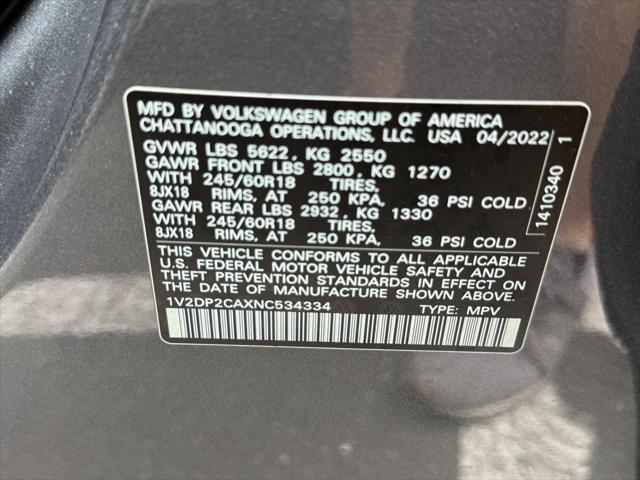 MFD BY VOLKSWAGEN GROUP OF AMERICA
CHATTANOOGA OPERATIONS, LLC. USA 04/2022
GVWR LBS 5622, KG 2550
GAWR FRONT LBS 2800, KG 1270
WITH 245/60R18 TIRES,
8JX18 RIMS, AT 250 KPA, 36 PSI COLD
GAWR REAR LBS 2932, KG 1330
WITH 245/60R18 TIRES,
8JX18 RIMS, AT 250 KPA, 36 PSI COLD
THIS VEHICLE CONFORMS TO ALL APPLICABLE
U.S. FEDERAL MOTOR VEHICLE SAFETY AND
THEFT PREVENTION STANDARDS IN EFFECT ON
THE DATE OF MANUFACTURE SHOWN ABOVE.
1V2DP2CAXNC534334 TYPE: MPV
1410340 1